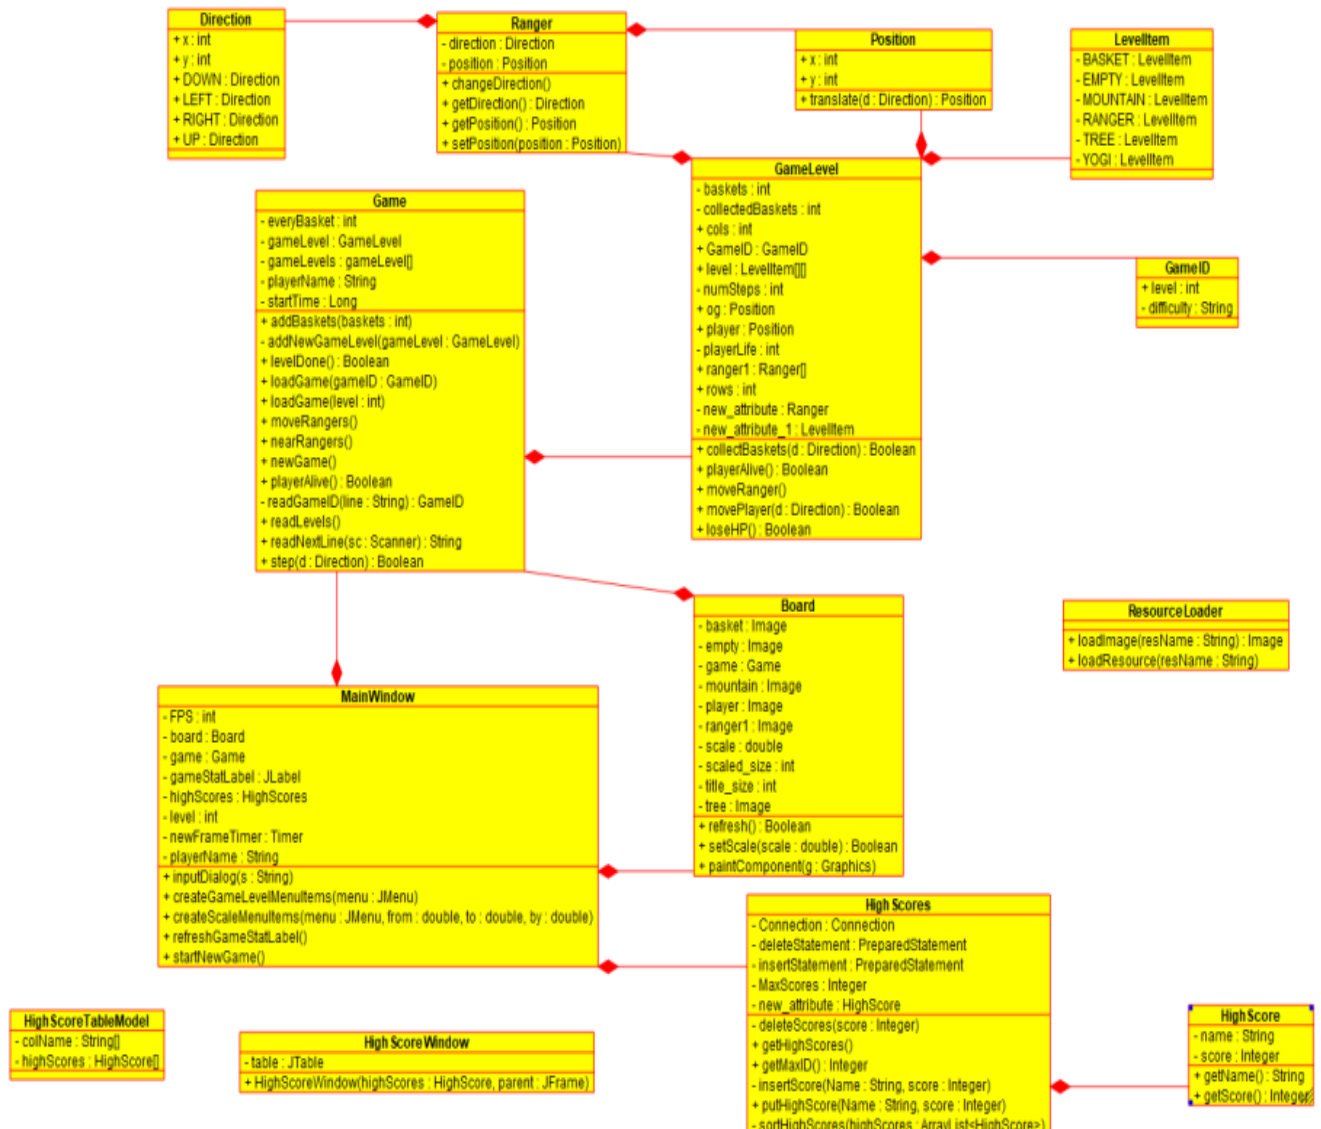 Direction
+ x : int
+ y : int
+ DOWN : Direction
+ LEFT : Direction
+ RIGHT : Direction
+ UP : Direction
Ranger
- direction : Direction
- position : Position
+ changeDirection()
+ getDirection() : Direction
+ getPosition() : Position
+ setPosition(position : Position)
Position
+ x : int
+ y : int
+ translate(d : Direction) : Position
LevelItem
- BASKET : LevelItem
- EMPTY : LevelItem
- MOUNTAIN : LevelItem
- RANGER : LevelItem
- TREE : LevelItem
- YOGI : LevelItem
Game
- everyBasket : int
- gameLevel : GameLevel
- gameLevels : gameLevel[]
- playerName : String
- startTime : Long
+ addBaskets(baskets : int)
- addNewGameLevel(gameLevel : GameLevel)
+ levelDone() : Boolean
+ loadGame(gameID : GameID)
+ loadGame(level : int)
+ moveRangers()
+ nearRangers()
+ newGame()
+ playerAlive() : Boolean
- readGameID(line : String) : GameID
+ readLevels()
+ readNextLine(sc : Scanner) : String
+ step(d : Direction) : Boolean
GameLevel
- baskets : int
- collectedBaskets : int
+ cols : int
+ GameID : GameID
+ level : LevelItem[][]
- numSteps : int
+ og : Position
+ player : Position
- playerLife : int
+ ranger1 : Ranger[]
+ rows : int
- new_attribute : Ranger
- new_attribute_1 : LevelItem
+ collectBaskets(d : Direction) : Boolean
+ playerAlive() : Boolean
+ moveRanger()
+ movePlayer(d : Direction) : Boolean
+ loseHP() : Boolean
GameID
+ level : int
- difficulty : String
Board
- basket : Image
- empty : Image
- game : Game
- mountain : Image
- player : Image
- ranger1 : Image
- scale : double
- scaled_size : int
- title_size : int
- tree : Image
+ refresh() : Boolean
+ setScale(scale : double) : Boolean
+ paintComponent(g : Graphics)
ResourceLoader
+ loadImage(resName : String) : Image
+ loadResource(resName : String)
MainWindow
- FPS : int
- board : Board
- game : Game
- gameStatLabel : JLabel
- highScores : HighScores
- level : int
- newFrameTimer : Timer
- playerName : String
+ inputDialog(s : String)
+ createGameLevelMenuItems(menu : JMenu)
+ createScaleMenuItems(menu : JMenu, from : double, to : double, by : double)
+ refreshGameStatLabel()
+ startNewGame()
HighScores
- Connection : Connection
- deleteStatement : PreparedStatement
- insertStatement : PreparedStatement
- MaxScores : Integer
- new_attribute : HighScore
- deleteScores(score : Integer)
+ getHighScores()
+ getMaxID() : Integer
- insertScore(Name : String, score : Integer)
+ putHighScore(Name : String, score : Integer)
- sortHighScores(highScores : ArrayList<HighScore>)
HighScoreTableModel
- colName : String[]
- highScores : HighScore[]
HighScoreWindow
- table : JTable
+ HighScoreWindow(highScores : HighScore, parent : JFrame)
HighScore
- name : String
- score : Integer
+ getName() : String
+ getScore() : Integer